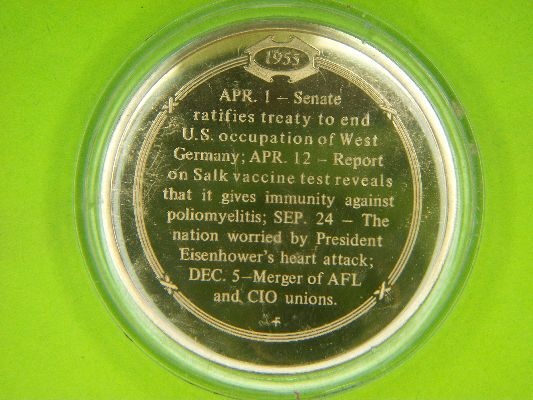 1955
APR. 1 – Senate
ratifies treaty to end
U.S. occupation of West
Germany; APR. 12 – Report
on Salk vaccine test reveals
that it gives immunity against
poliomyelitis; SEP. 24 – The
nation worried by President
Eisenhower's heart attack;
DEC. 5–Merger of AFL
and CIO unions.